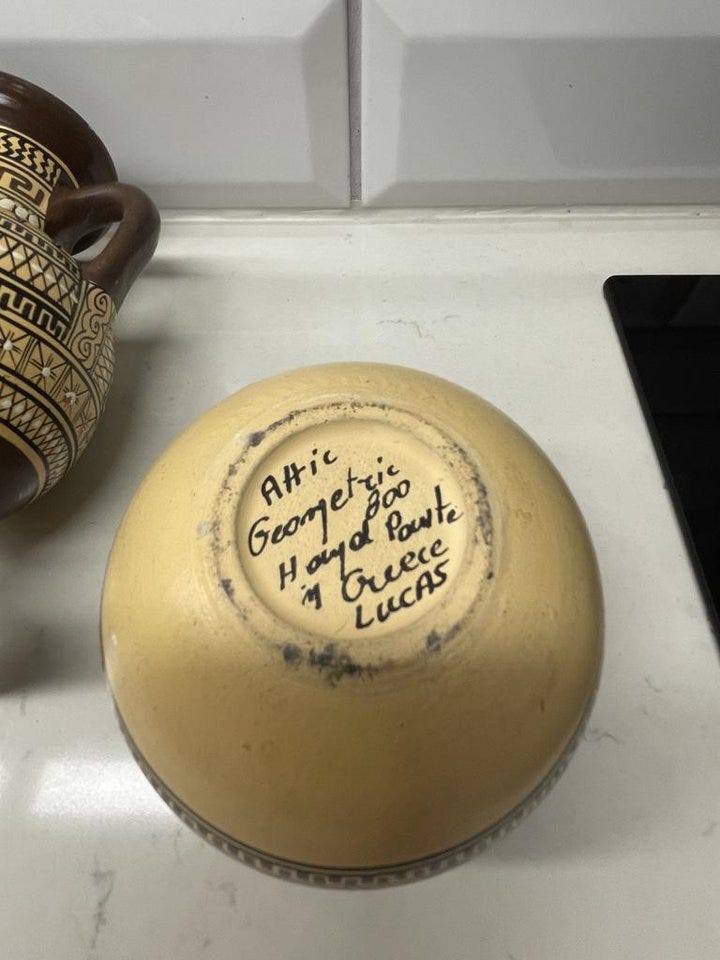 Attic
Geometric
800
Hand Painte
in Greece
LUCAS